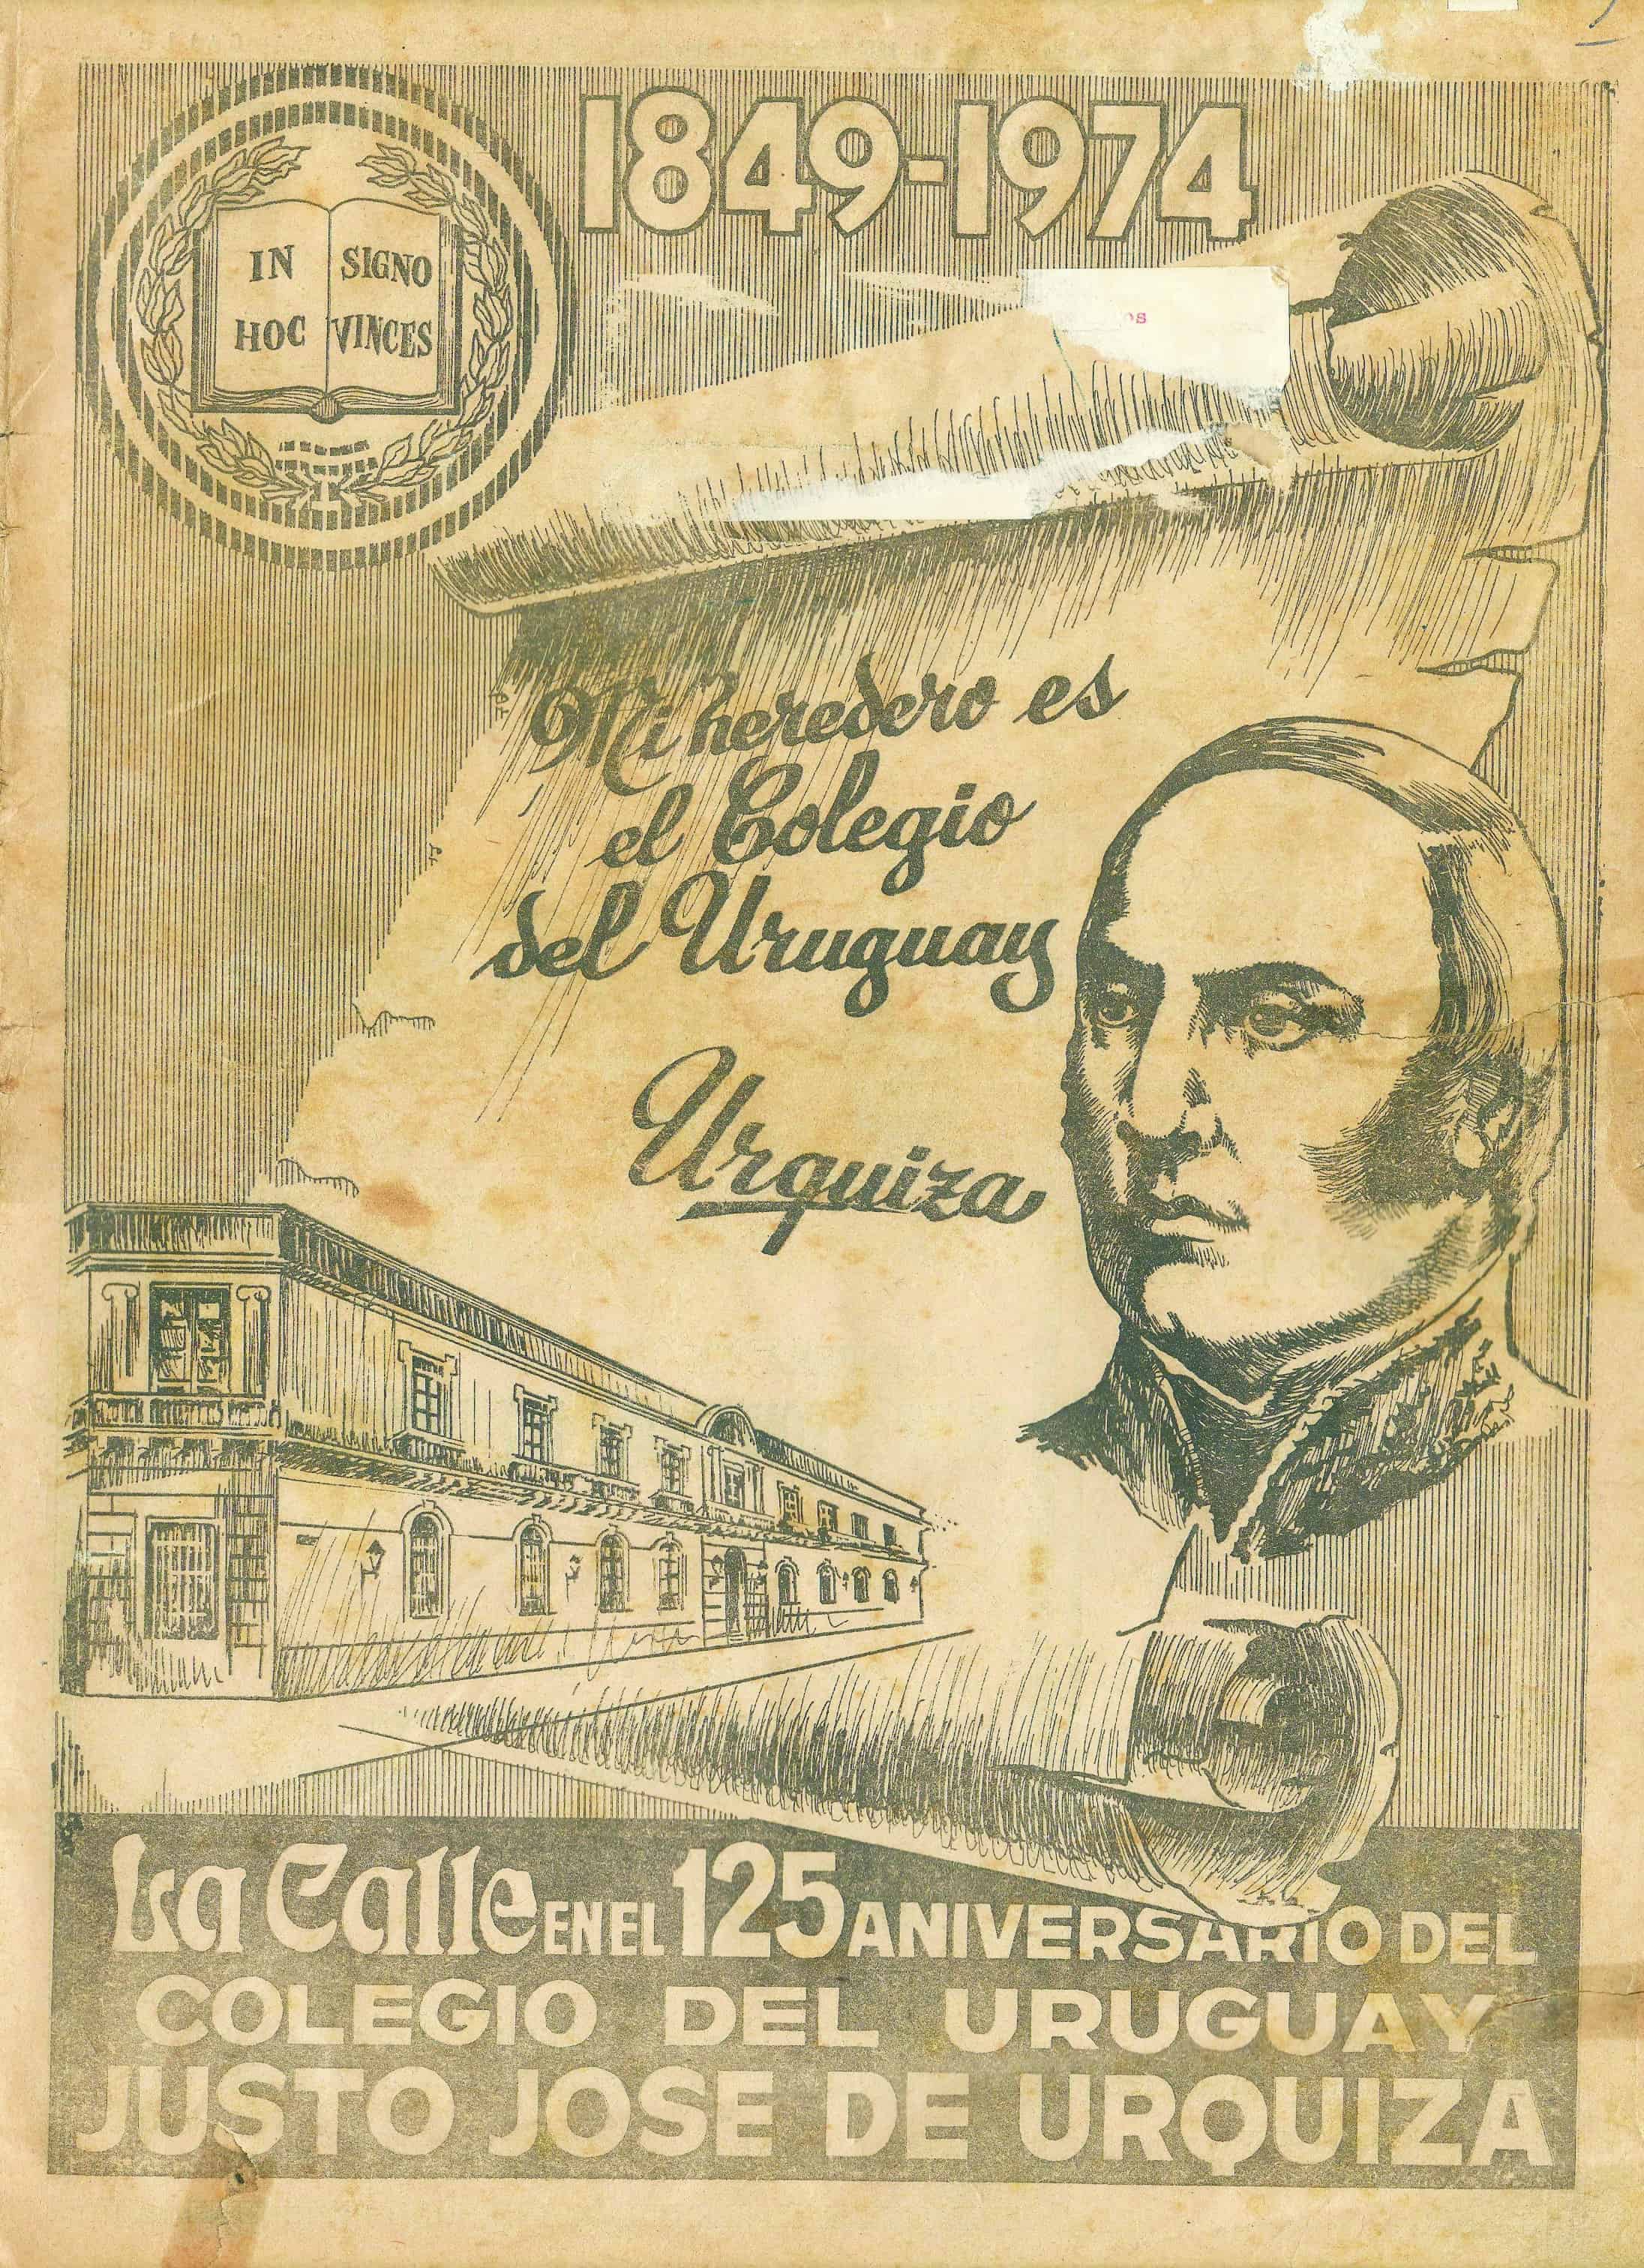 1849-1974
IN SIGNO
HOC VINCES
os
Mi heredero es
el Colegio
del Uruguay
Urquiza
La Calle EN EL 125 ANIVERSARIO DEL
COLEGIO DEL URUGUAY
JUSTO JOSE DE URQUIZA